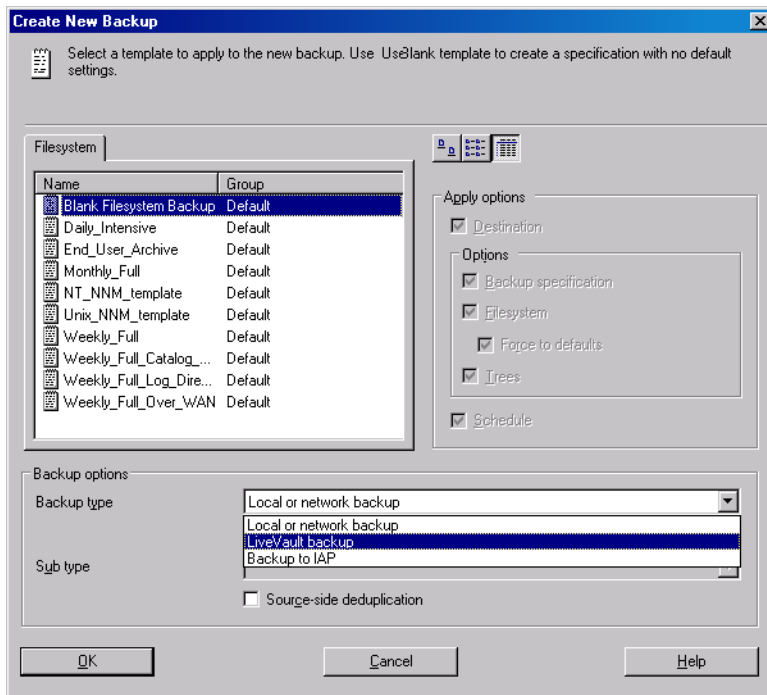 Create New Backup
Select a template to apply to the new backup. Use UseBlank template to create a specification with no default
settings.
Filesystem
Name Group
Blank Filesystem Backup Default
Daily_Intensive Default
End_User_Archive Default
Monthly_Full Default
NT_NNM_template Default
Unix_NNM_template Default
Weekly_Full Default
Weekly_Full_Catalog_... Default
Weekly_Full_Log_Dire... Default
Weekly_Full_Over_WAN Default
Apply options
Destination
Options
Backup specification
Filesystem
Force to defaults
Trees
Schedule
Backup options
Backup type Local or network backup
Local or network backup
LiveVault backup
Backup to IAP
Sub type
Source-side deduplication
OK Cancel Help